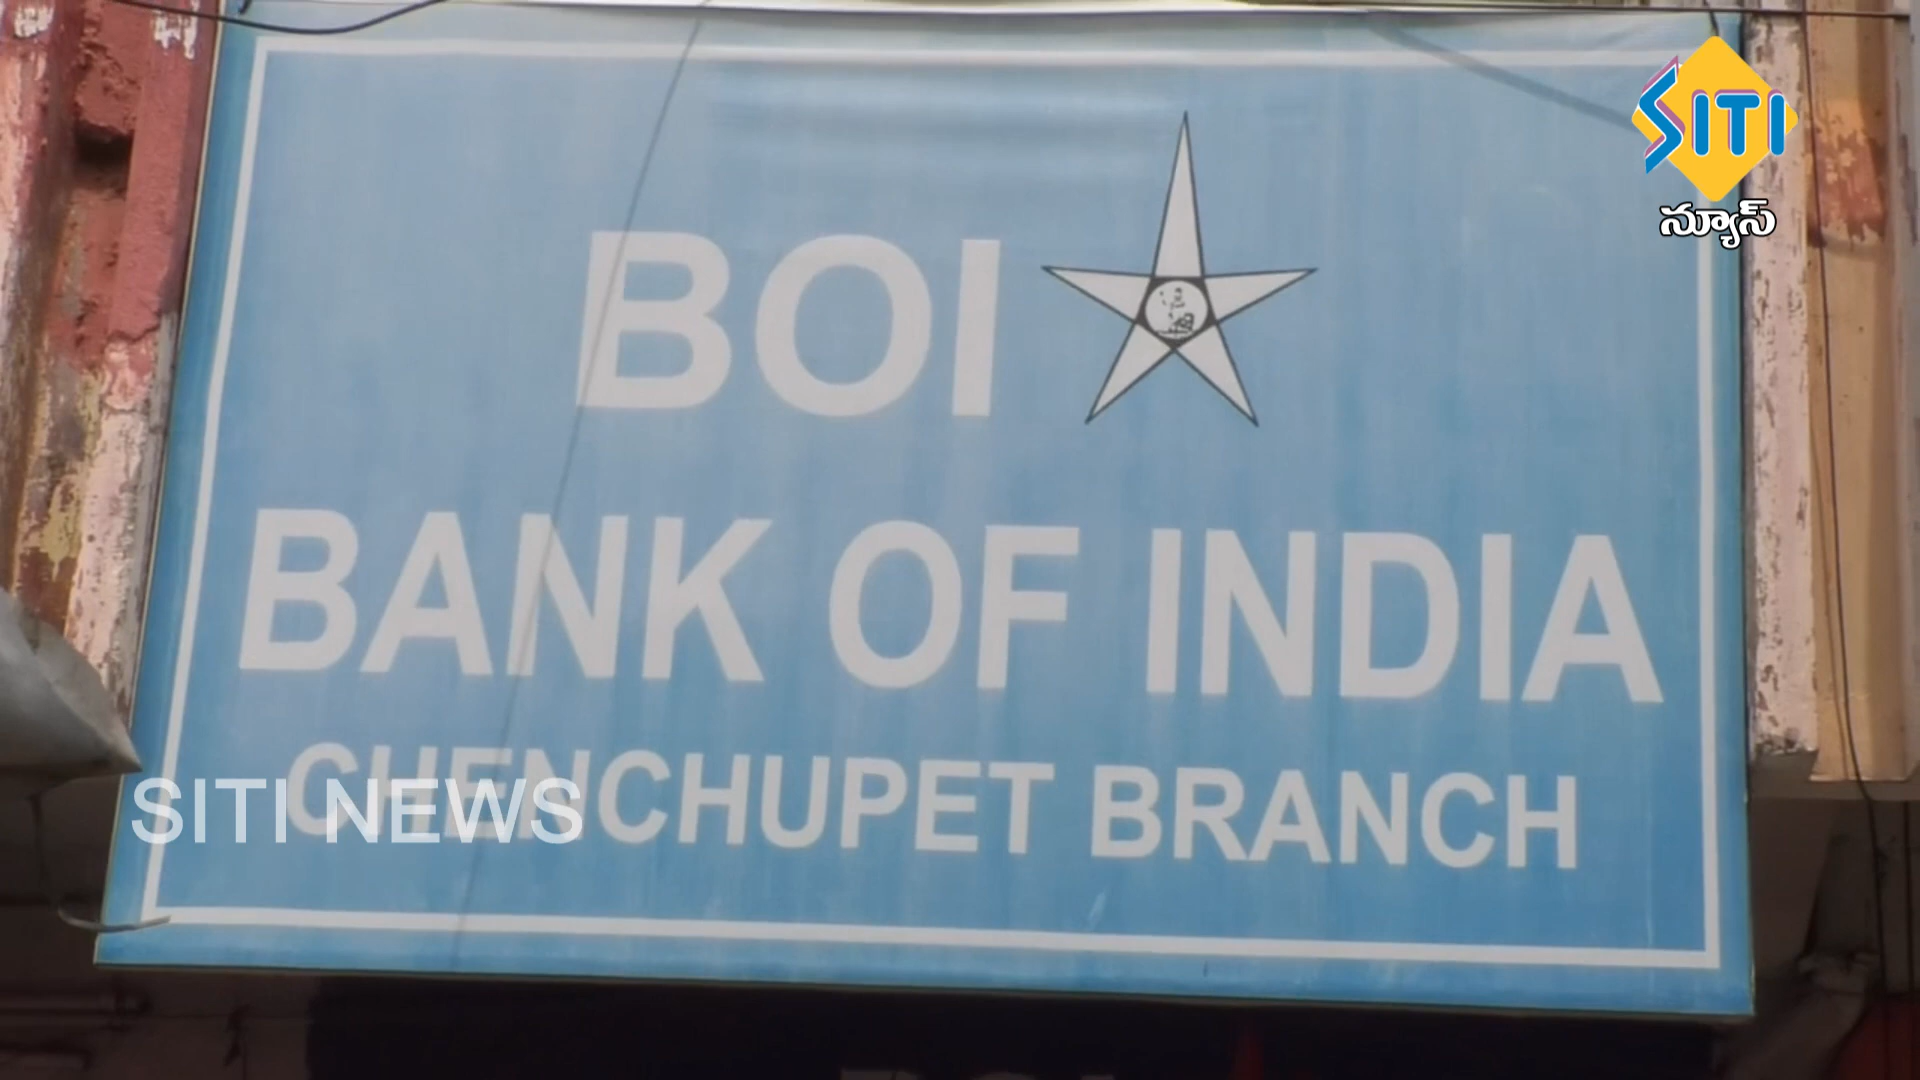 SITI
న్యూస్
BOI
BANK OF INDIA
CHENCHUPET BRANCH
SITI NEWS